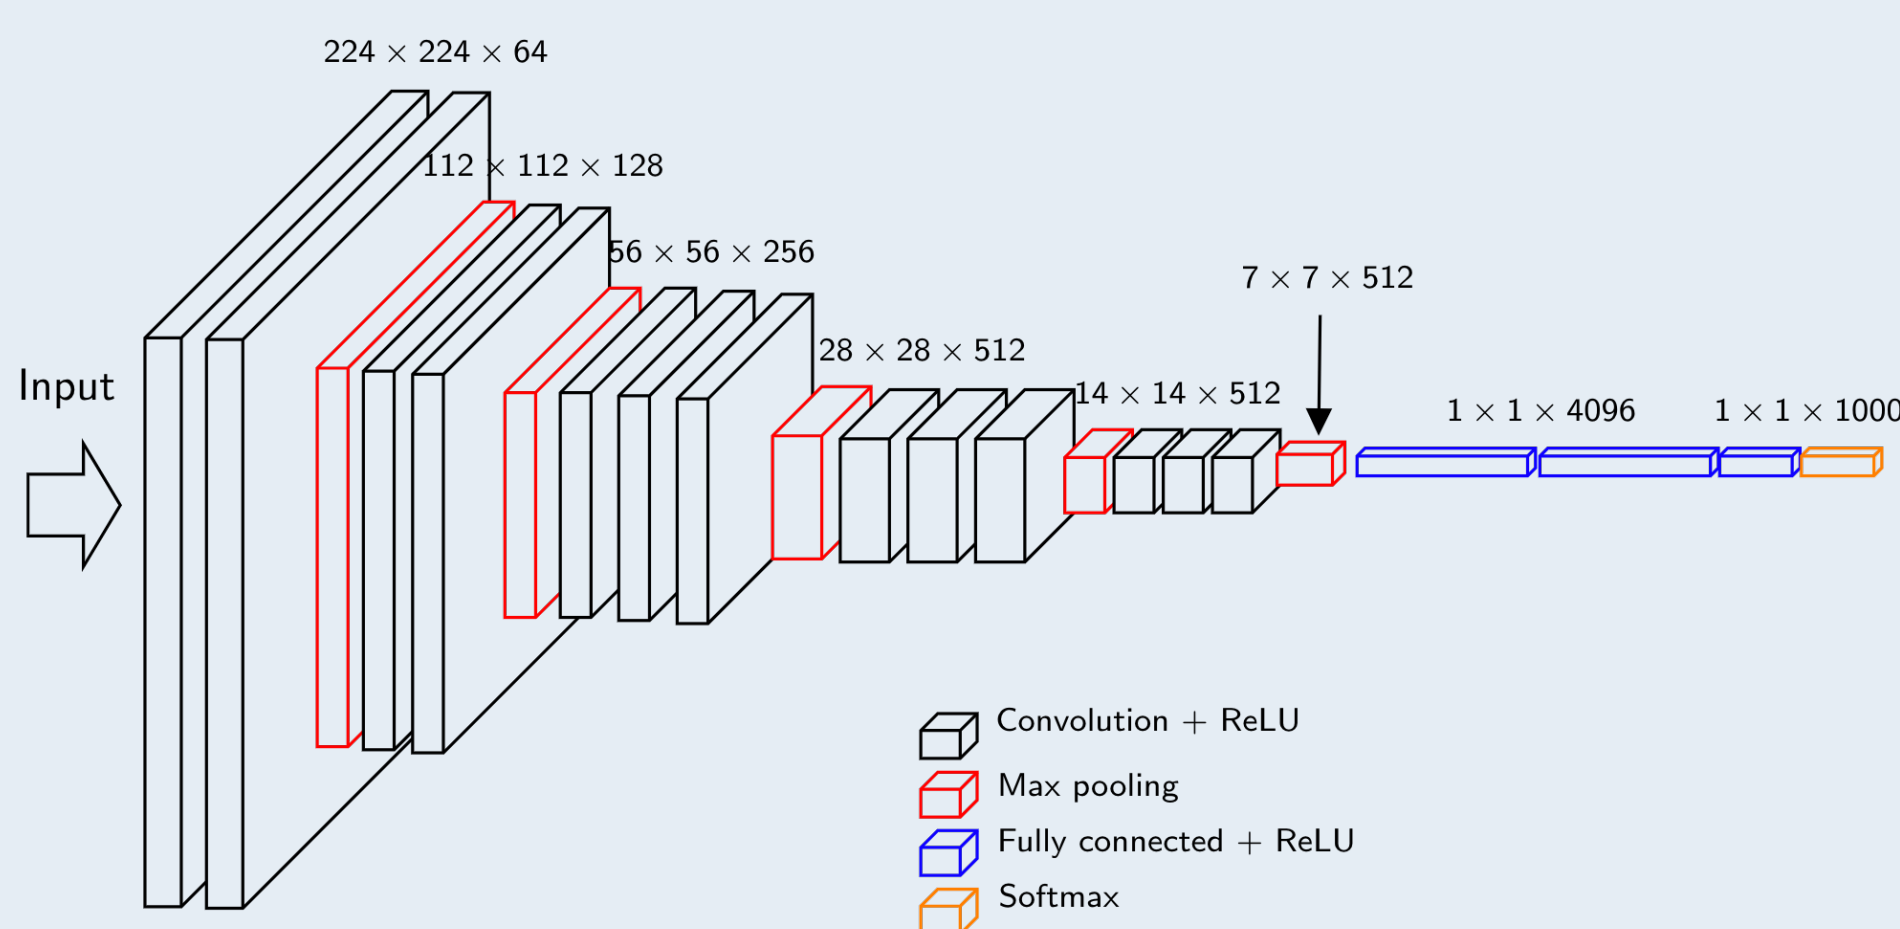 224 × 224 × 64
112 × 112 × 128
56 × 56 × 256
7 × 7 × 512
28 × 28 × 512
14 × 14 × 512
Input
1 × 1 × 4096
1 × 1 × 1000
Convolution + ReLU
Max pooling
Fully connected + ReLU
Softmax